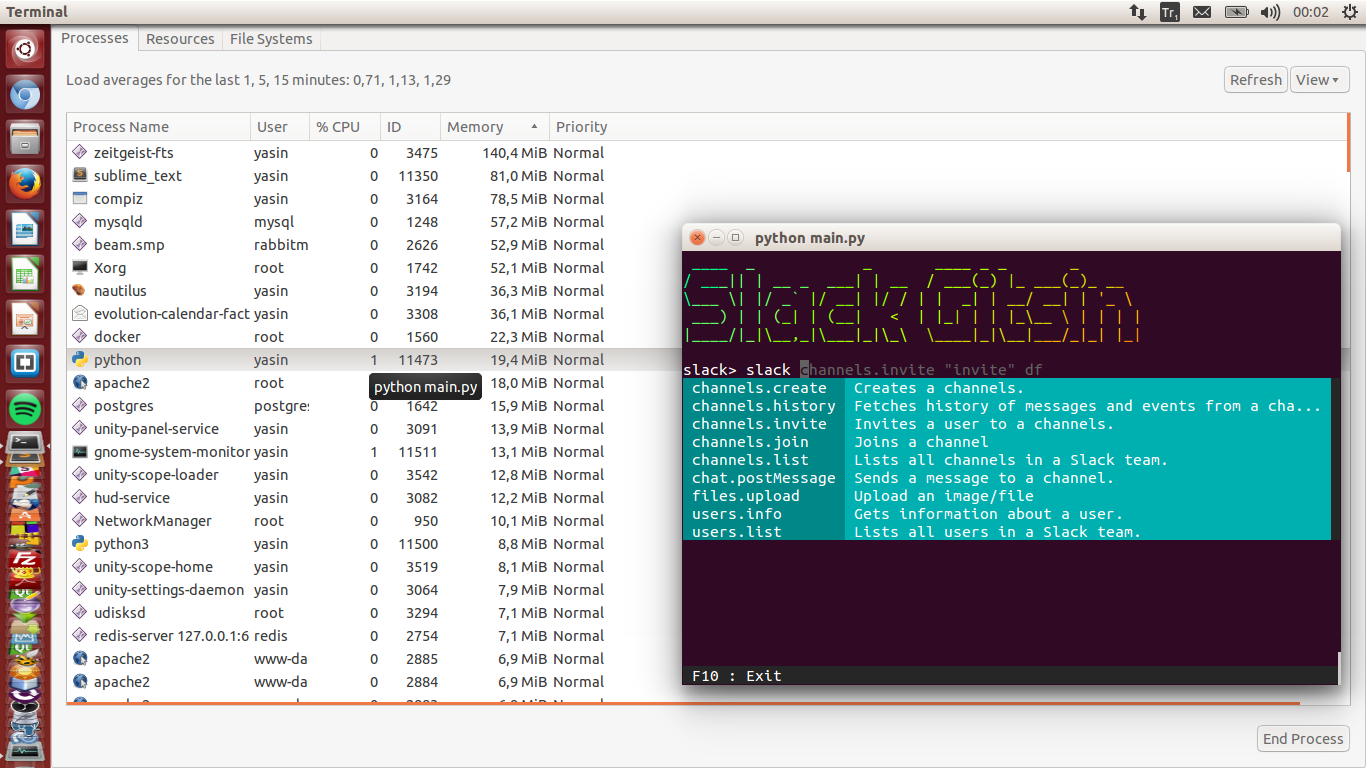 Terminal
Tr1
00:02
Processes Resources File Systems
Load averages for the last 1, 5, 15 minutes: 0,71, 1,13, 1,29
Refresh View
Process Name User % CPU ID Memory Priority
zeitgeist-fts yasin 0 3475 140,4 MiB Normal
sublime_text yasin 0 11350 81,0 MiB Normal
compiz yasin 0 3164 78,5 MiB Normal
mysqld mysql 0 1248 57,2 MiB Normal
beam.smp rabbitm 0 2626 52,9 MiB Normal
Xorg root 0 1742 52,1 MiB Normal
nautilus yasin 0 3194 36,3 MiB Normal
evolution-calendar-fact yasin 0 3308 36,1 MiB Normal
docker root 0 1560 22,3 MiB Normal
python yasin 1 11473 19,4 MiB Normal
apache2 root 18,0 MiB Normal
python main.py
postgres postgres 0 1642 15,9 MiB Normal
unity-panel-service yasin 0 3091 13,9 MiB Normal
gnome-system-monitor yasin 1 11511 13,1 MiB Normal
unity-scope-loader yasin 0 3542 12,8 MiB Normal
hud-service yasin 0 3082 12,2 MiB Normal
NetworkManager root 0 950 10,1 MiB Normal
python3 yasin 0 11500 8,8 MiB Normal
unity-scope-home yasin 0 3519 8,1 MiB Normal
unity-settings-daemon yasin 0 3064 7,9 MiB Normal
udisksd root 0 3294 7,1 MiB Normal
redis-server 127.0.0.1:6 redis 0 2754 7,1 MiB Normal
apache2 www-da 0 2885 6,9 MiB Normal
apache2 www-da 0 2884 6,9 MiB Normal
End Process
python main.py
Slack Clish
slack> slack channels.invite "invite" df
channels.create Creates a channels.
channels.history Fetches history of messages and events from a cha...
channels.invite Invites a user to a channels.
channels.join Joins a channel
channels.list Lists all channels in a Slack team.
chat.postMessage Sends a message to a channel.
files.upload Upload an image/file
users.info Gets information about a user.
users.list Lists all users in a Slack team.
F10 : Exit